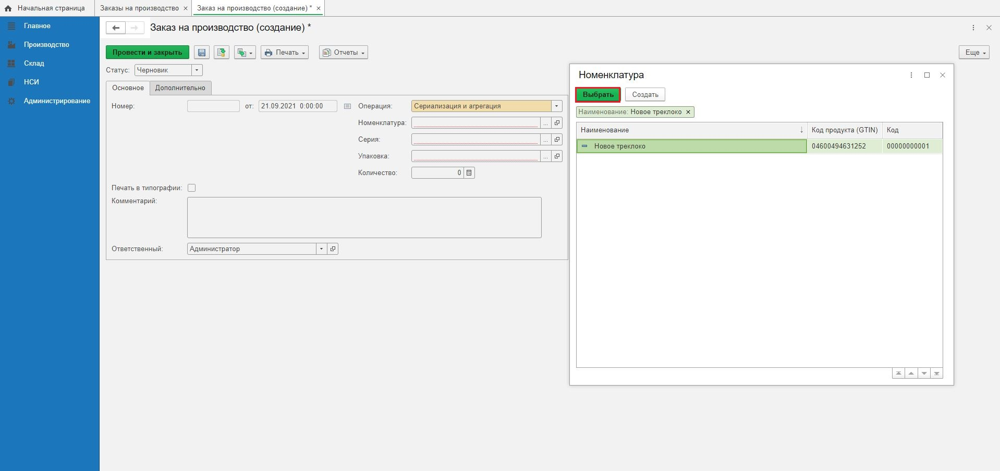 Начальная страница
Заказы на производство ×
Заказ на производство (создание) * ×
Главное
Производство
Склад
НСИ
Администрирование
Заказ на производство (создание) *
Провести и закрыть
Печать
Отчеты
Еще
Статус: Черновик
Основное
Дополнительно
Номер:
от: 21.09.2021 0:00:00
Операция: Сериализация и агрегация
Номенклатура: ...
Серия: ...
Упаковка: ...
Количество: 0
Печать в типографии:
Комментарий:
Ответственный: Администратор
Номенклатура
Выбрать
Создать
Наименование: Новое треклоко ×
Наименование ↓ Код продукта (GTIN) Код
Новое треклоко 04600494631252 00000000001